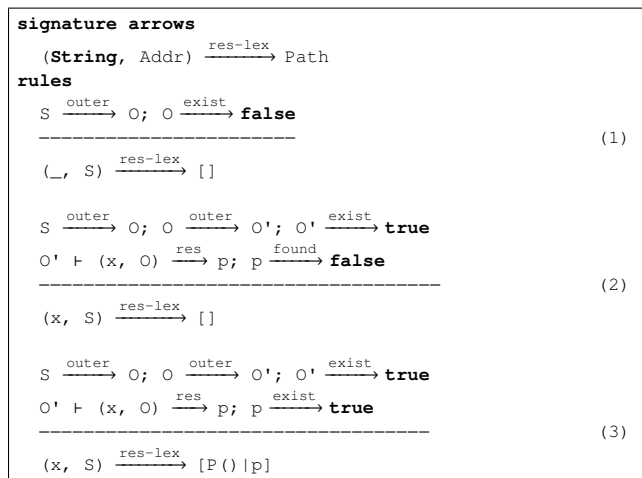 signature arrows
(String, Addr) res-lex⟶ Path
rules
S outer⟶ O; O exist⟶ false
———————————————————————— (1)
(_, S) res-lex⟶ []
S outer⟶ O; O outer⟶ O'; O' exist⟶ true
O' ⊢ (x, O) res⟶ p; p found⟶ false
———————————————————————————————————— (2)
(x, S) res-lex⟶ []
S outer⟶ O; O outer⟶ O'; O' exist⟶ true
O' ⊢ (x, O) res⟶ p; p exist⟶ true
——————————————————————————————————— (3)
(x, S) res-lex⟶ [P()|p]